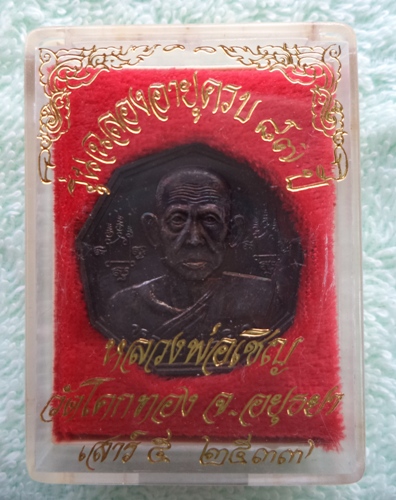 รุ่นฉลองอายุครบ ๘๗ ปี
หลวงพ่อเชิญ
วัดโคกทอง จ.อยุธยา
เสาร์ ๕ ๒๕๓๗